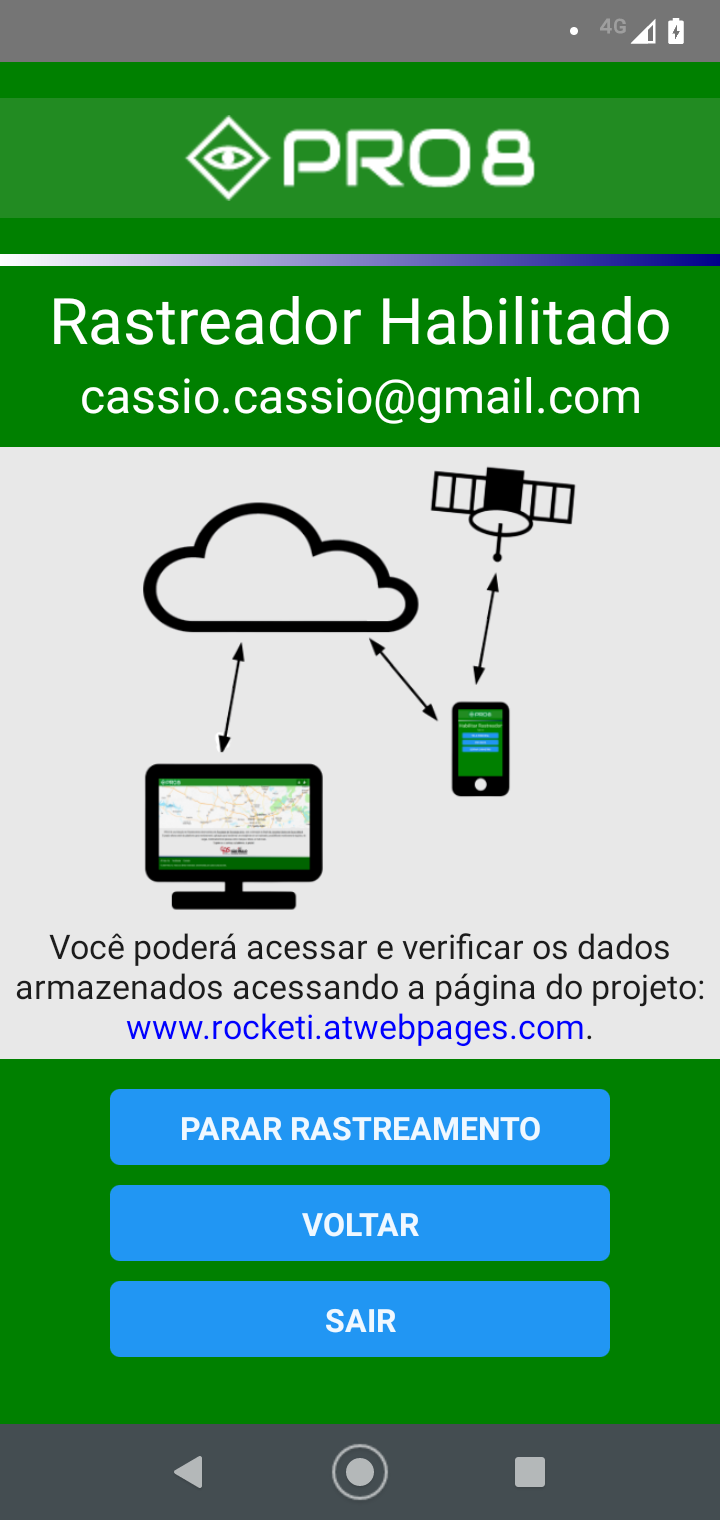 4G
PRO8
Rastreador Habilitado
cassio.cassio@gmail.com
Você poderá acessar e verificar os dados
armazenados acessando a página do projeto:
www.rocketi.atwebpages.com.
PARAR RASTREAMENTO
VOLTAR
SAIR